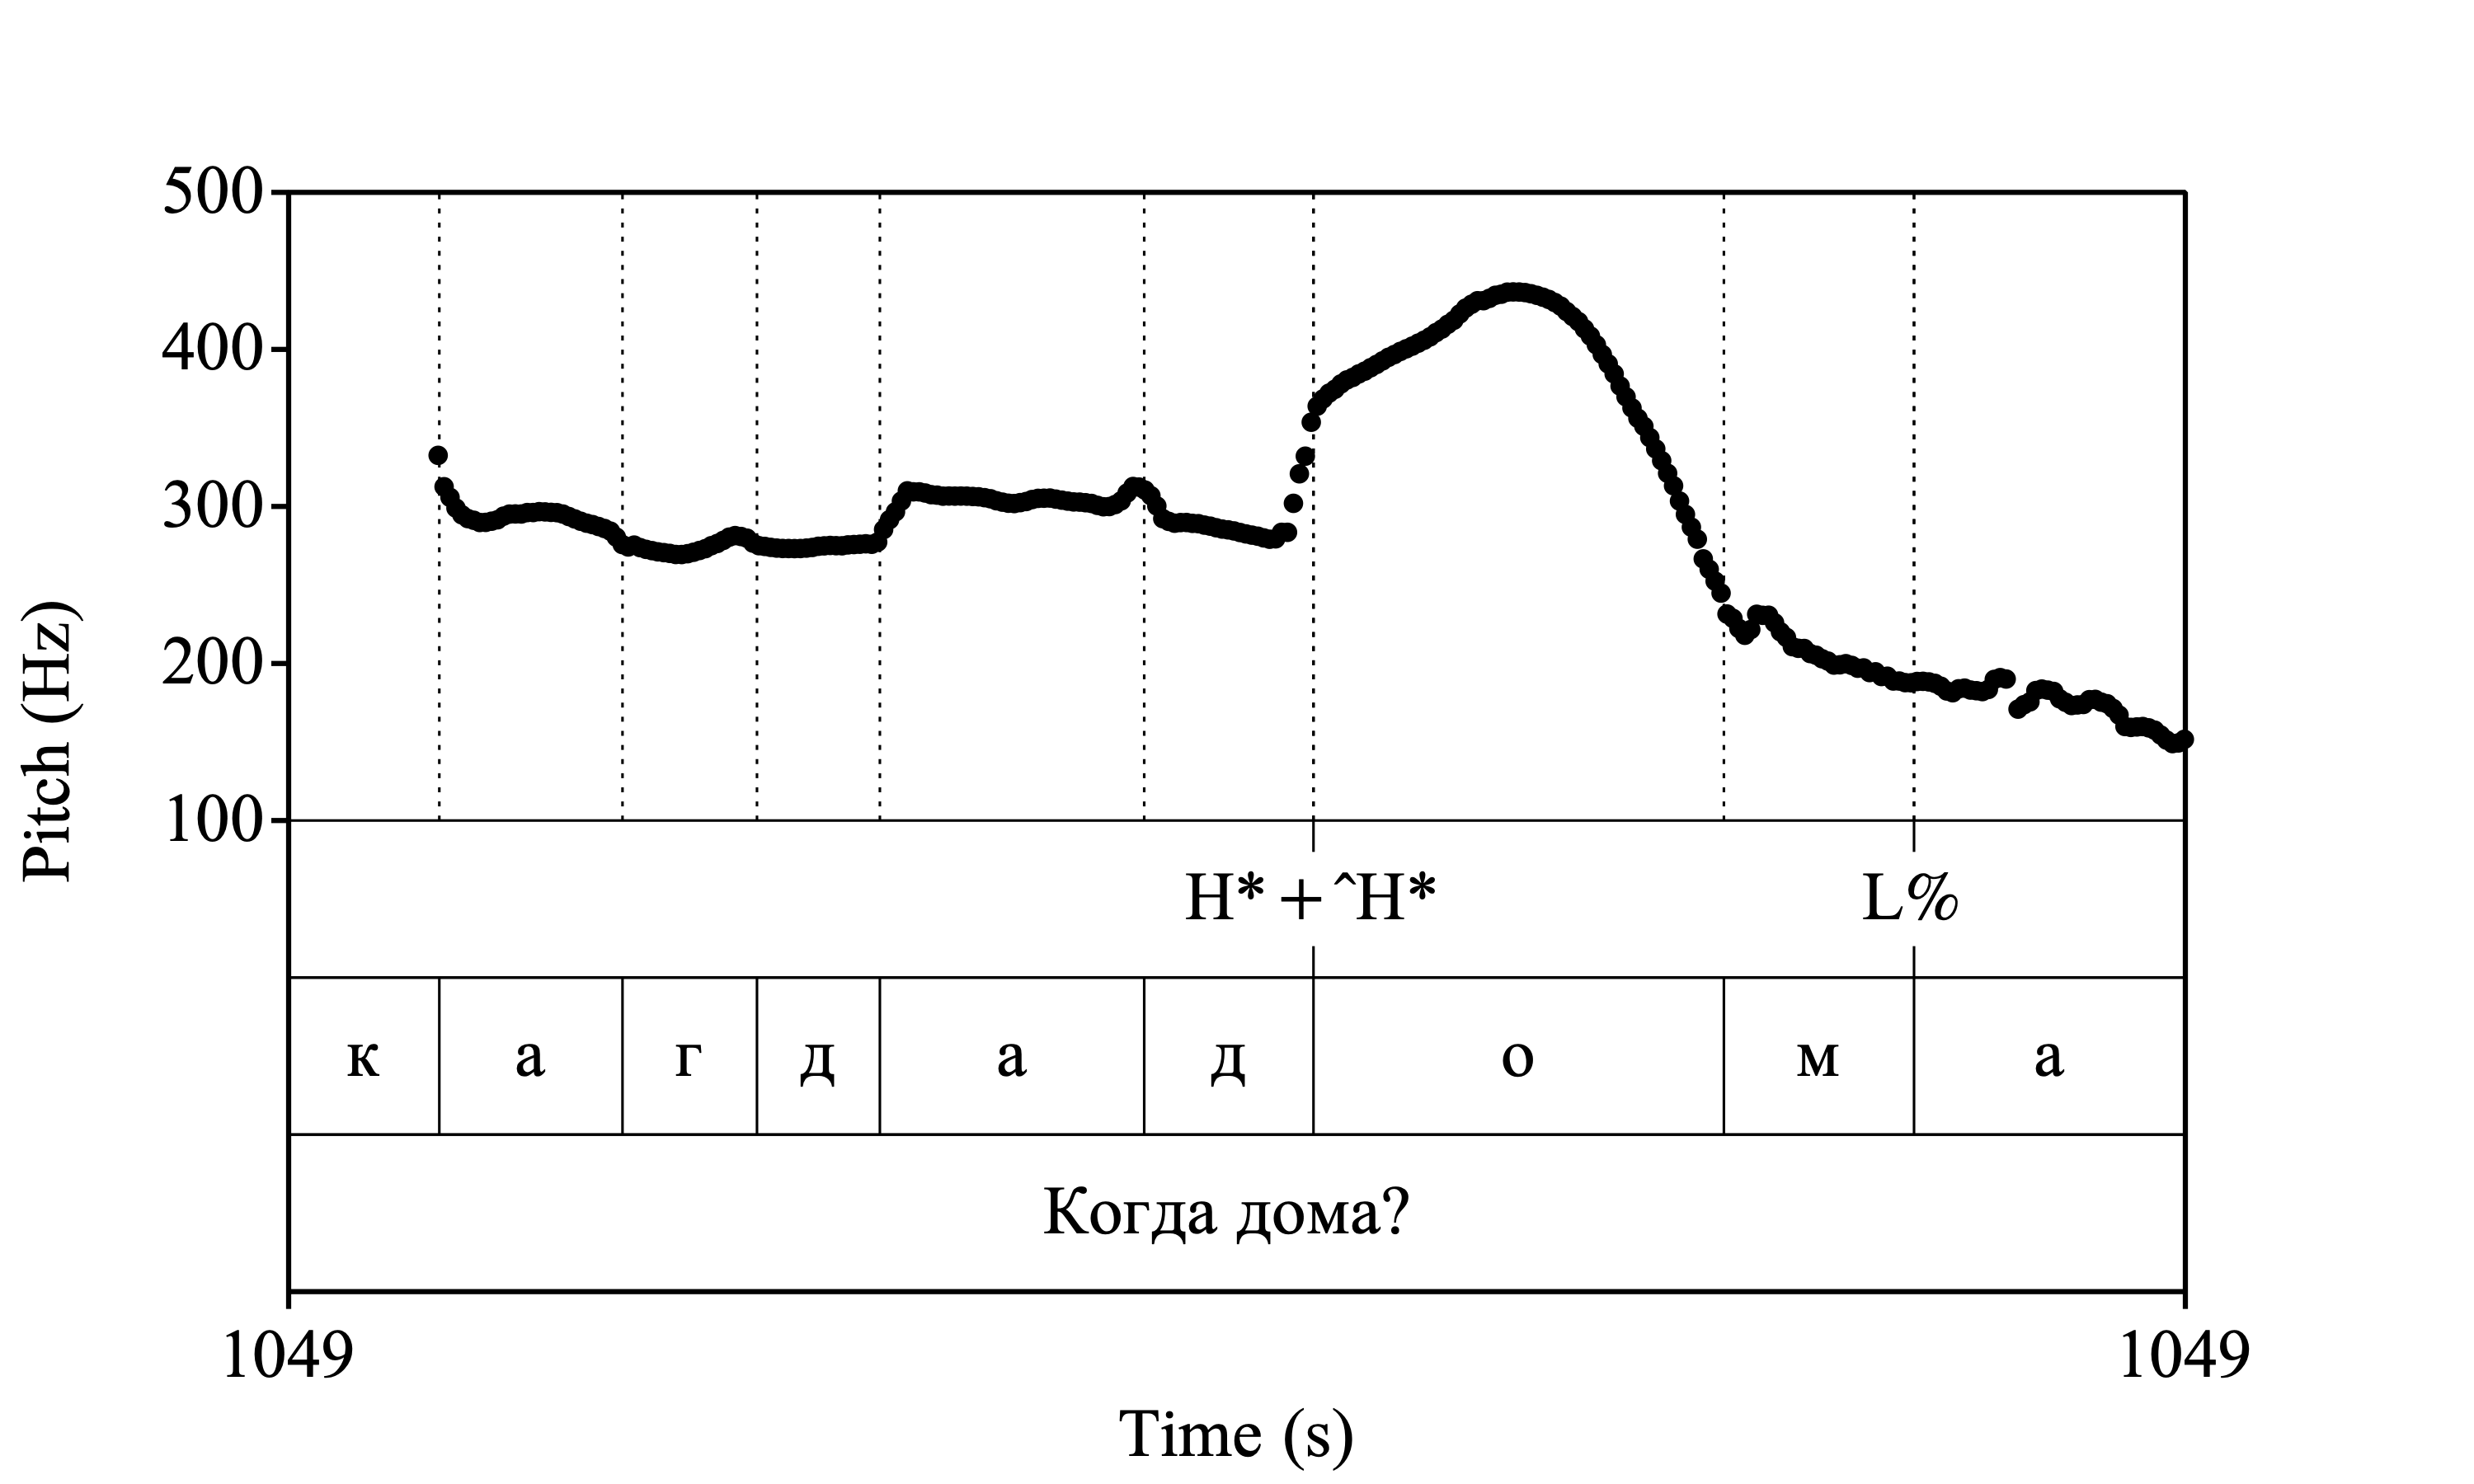 500
400
300
200
100
Pitch (Hz)
H* + ^H* L%
к а г д а д о м а
Когда дома?
1049 1049
Time (s)